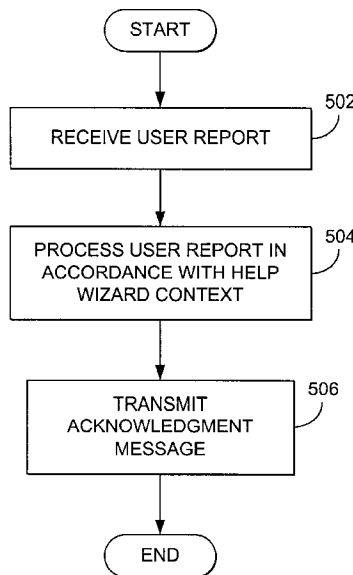 START
502
RECEIVE USER REPORT
504
PROCESS USER REPORT IN
ACCORDANCE WITH HELP
WIZARD CONTEXT
506
TRANSMIT
ACKNOWLEDGMENT
MESSAGE
END